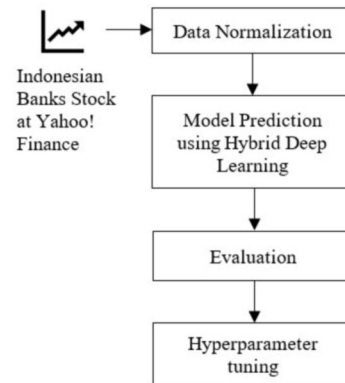 Data Normalization
Indonesian
Banks Stock
at Yahoo!
Finance
Model Prediction
using Hybrid Deep
Learning
Evaluation
Hyperparameter
tuning